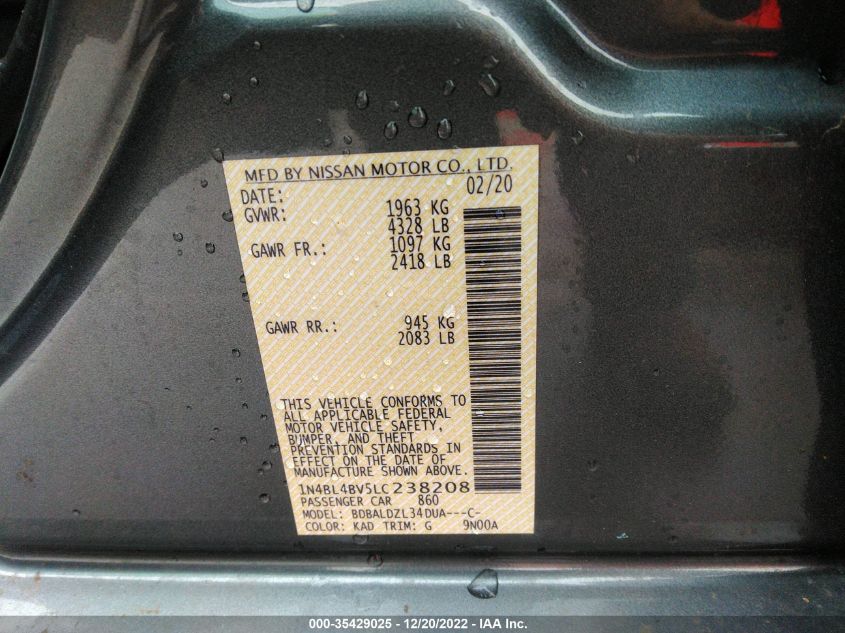 MFD BY NISSAN MOTOR CO., LTD.
DATE: 02/20
GVWR: 1963 KG
4328 LB
GAWR FR.: 1097 KG
2418 LB
GAWR RR.: 945 KG
2083 LB
THIS VEHICLE CONFORMS TO
ALL APPLICABLE FEDERAL
MOTOR VEHICLE SAFETY,
BUMPER, AND THEFT
PREVENTION STANDARDS IN
EFFECT ON THE DATE OF
MANUFACTURE SHOWN ABOVE.
1N4BL4BV5LC238208
PASSENGER CAR 860
MODEL: BDBALDZL34DUA---C-
COLOR: KAD TRIM: G 9N00A
000-35429025 - 12/20/2022 - IAA Inc.